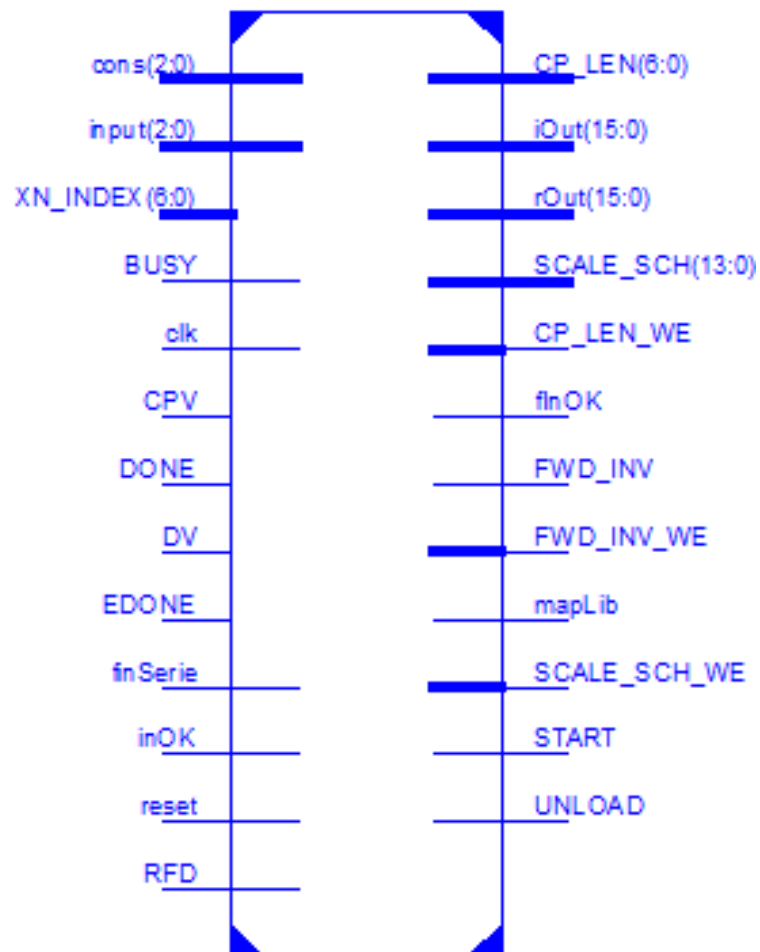 cons(2:0)
input(2:0)
XN_INDEX(6:0)
BUSY
clk
CPV
DONE
DV
EDONE
finSerie
inOK
reset
RFD
CP_LEN(6:0)
iOut(15:0)
rOut(15:0)
SCALE_SCH(13:0)
CP_LEN_WE
fInOK
FWD_INV
FWD_INV_WE
mapLib
SCALE_SCH_WE
START
UNLOAD